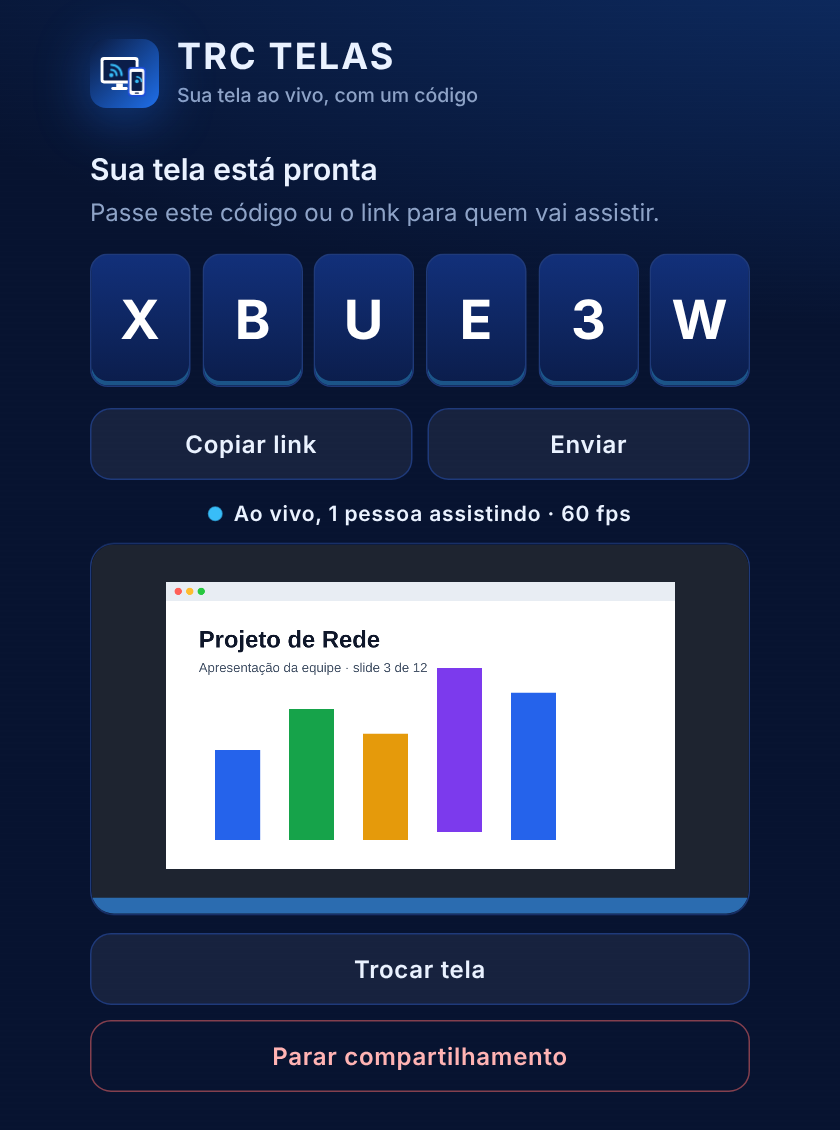 TRC TELAS
Sua tela ao vivo, com um código
Sua tela está pronta
Passe este código ou o link para quem vai assistir.
X B U E 3 W
Copiar link
Enviar
Ao vivo, 1 pessoa assistindo · 60 fps
Projeto de Rede
Apresentação da equipe · slide 3 de 12
Trocar tela
Parar compartilhamento